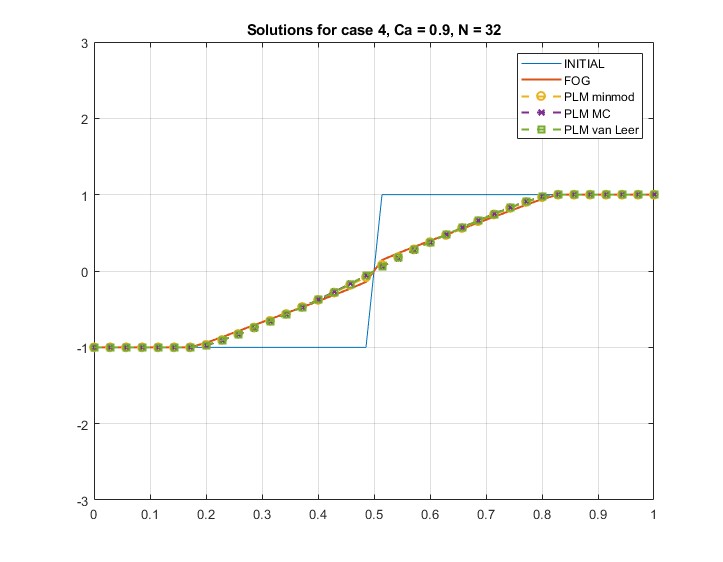 Solutions for case 4, Ca = 0.9, N = 32
INITIAL
FOG
PLM minmod
PLM MC
PLM van Leer
3
2
1
0
-1
-2
-3
0 0.1 0.2 0.3 0.4 0.5 0.6 0.7 0.8 0.9 1